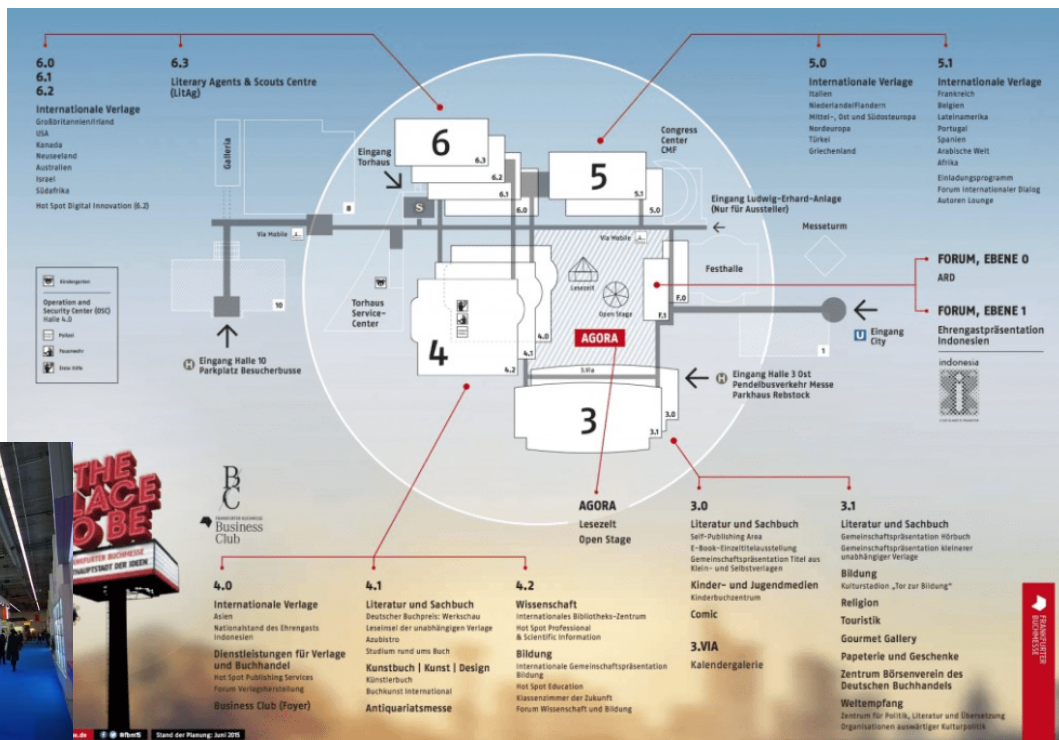 6.0
6.1
6.2
Internationale Verlage
Großbritannien/Irland
USA
Kanada
Neuseeland
Australien
Israel
Südafrika
Hot Spot Digital Innovation (6.2)
6.3
Literary Agents & Scouts Centre
(LitAg)
5.0
Internationale Verlage
Italien
Niederlande/Flandern
Mittel-, Ost und Südosteuropa
Nordeuropa
Türkei
Griechenland
5.1
Internationale Verlage
Frankreich
Belgien
Lateinamerika
Portugal
Spanien
Arabische Welt
Afrika
Einladungsprogramm
Forum Internationaler Dialog
Autoren Lounge
Galleria
8
Eingang
Torhaus
6
6.3
6.2
6.1
6.0
5
5.1
5.0
Congress
Center
CMF
Eingang Ludwig-Erhard-Anlage
(Nur für Aussteller)
S
Via Mobile
Via Mobile
Messeturm
Festhalle
10
Torhaus
Service-
Center
Lesezelt
Open Stage
F.0
F.1
AGORA
4
4.0
4.1
4.2
FORUM, EBENE 0
ARD
FORUM, EBENE 1
Ehrengastpräsentation
Indonesien
indonesia
U Eingang
City
1
Kindergarten
Operation and
Security Center (OSC)
Halle 4.0
Polizei
Feuerwehr
Erste Hilfe
H Eingang Halle 10
Parkplatz Besucherbusse
3.Via
H Eingang Halle 3 Ost
Pendelbusverkehr Messe
Parkhaus Rebstock
3
3.0
3.1
THE
LACE
O BE
RANKFURTER BUCHMESSE
THAUPTSTADT DER IDEEN.
B/C
FRANKFURTER BUCHMESSE
Business
Club
AGORA
Lesezelt
Open Stage
3.0
Literatur und Sachbuch
Self-Publishing Area
E-Book-Einzeltitelausstellung
Gemeinschaftspräsentation Titel aus
Klein- und Selbstverlagen
Kinder- und Jugendmedien
Kinderbuchzentrum
Comic
3.VIA
Kalendergalerie
3.1
Literatur und Sachbuch
Gemeinschaftspräsentation Hörbuch
Gemeinschaftspräsentation kleinerer
unabhängiger Verlage
Bildung
Kulturstadion „Tor zur Bildung“
Religion
Touristik
Gourmet Gallery
Papeterie und Geschenke
Zentrum Börsenverein des
Deutschen Buchhandels
Weltempfang
Zentrum für Politik, Literatur und Übersetzung
Organisationen auswärtiger Kulturpolitik
4.0
Internationale Verlage
Asien
Nationalstand des Ehrengasts
Indonesien
Dienstleistungen für Verlage
und Buchhandel
Hot Spot Publishing Services
Forum Verlagsherstellung
Business Club (Foyer)
4.1
Literatur und Sachbuch
Deutscher Buchpreis: Werkschau
Leseinsel der unabhängigen Verlage
Azubistro
Studium rund ums Buch
Kunstbuch | Kunst | Design
Künstlerbuch
Buchkunst International
Antiquariatsmesse
4.2
Wissenschaft
Internationales Bibliotheks-Zentrum
Hot Spot Professional
& Scientific Information
Bildung
Internationale Gemeinschaftspräsentation
Bildung
Hot Spot Education
Klassenzimmer der Zukunft
Forum Wissenschaft und Bildung
FRANKFURTER
BUCHMESSE
e.de
@fbm15
Stand der Planung: Juni 2015